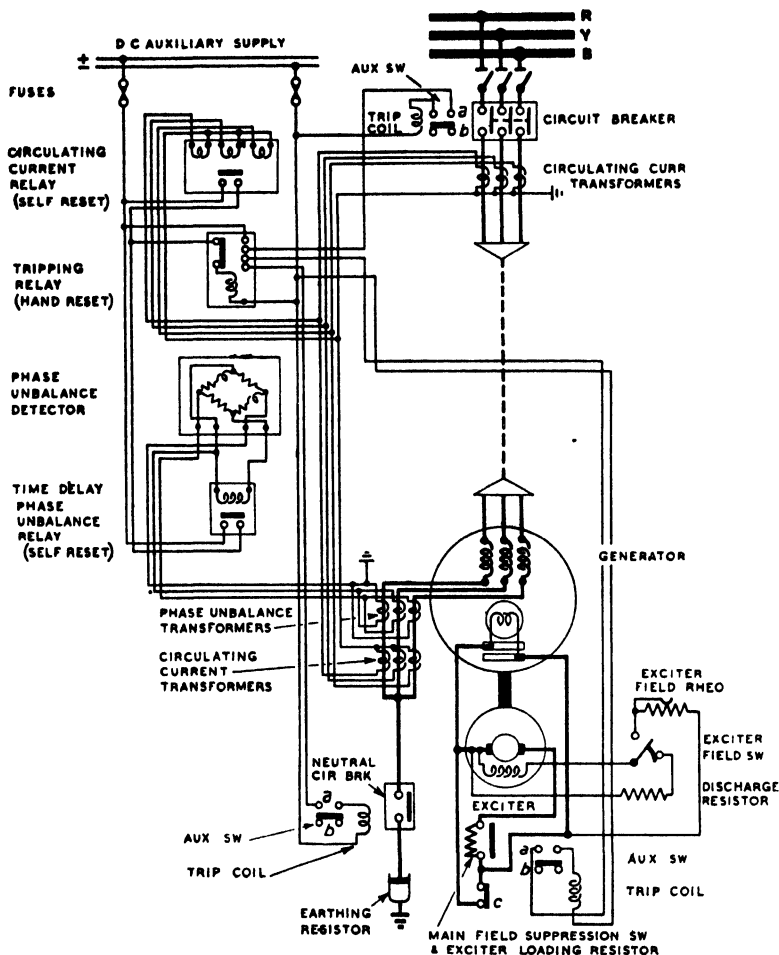 R
D C AUXILIARY SUPPLY
Y
±
B
AUX SW
FUSES
TRIP
COIL
a
b
CIRCUIT BREAKER
CIRCULATING
CURRENT
RELAY
(SELF RESET)
CIRCULATING CURR
TRANSFORMERS
TRIPPING
RELAY
(HAND RESET)
PHASE
UNBALANCE
DETECTOR
TIME DELAY
PHASE
UNBALANCE
RELAY
(SELF RESET)
GENERATOR
PHASE UNBALANCE
TRANSFORMERS
CIRCULATING
CURRENT
TRANSFORMERS
EXCITER
FIELD RHEO
EXCITER
FIELD SW
NEUTRAL
CIR BRK
DISCHARGE
RESISTOR
EXCITER
a
b
AUX SW
a
b
AUX SW
TRIP COIL
TRIP COIL
c
EARTHING
RESISTOR
MAIN FIELD SUPPRESSION SW
& EXCITER LOADING RESISTOR